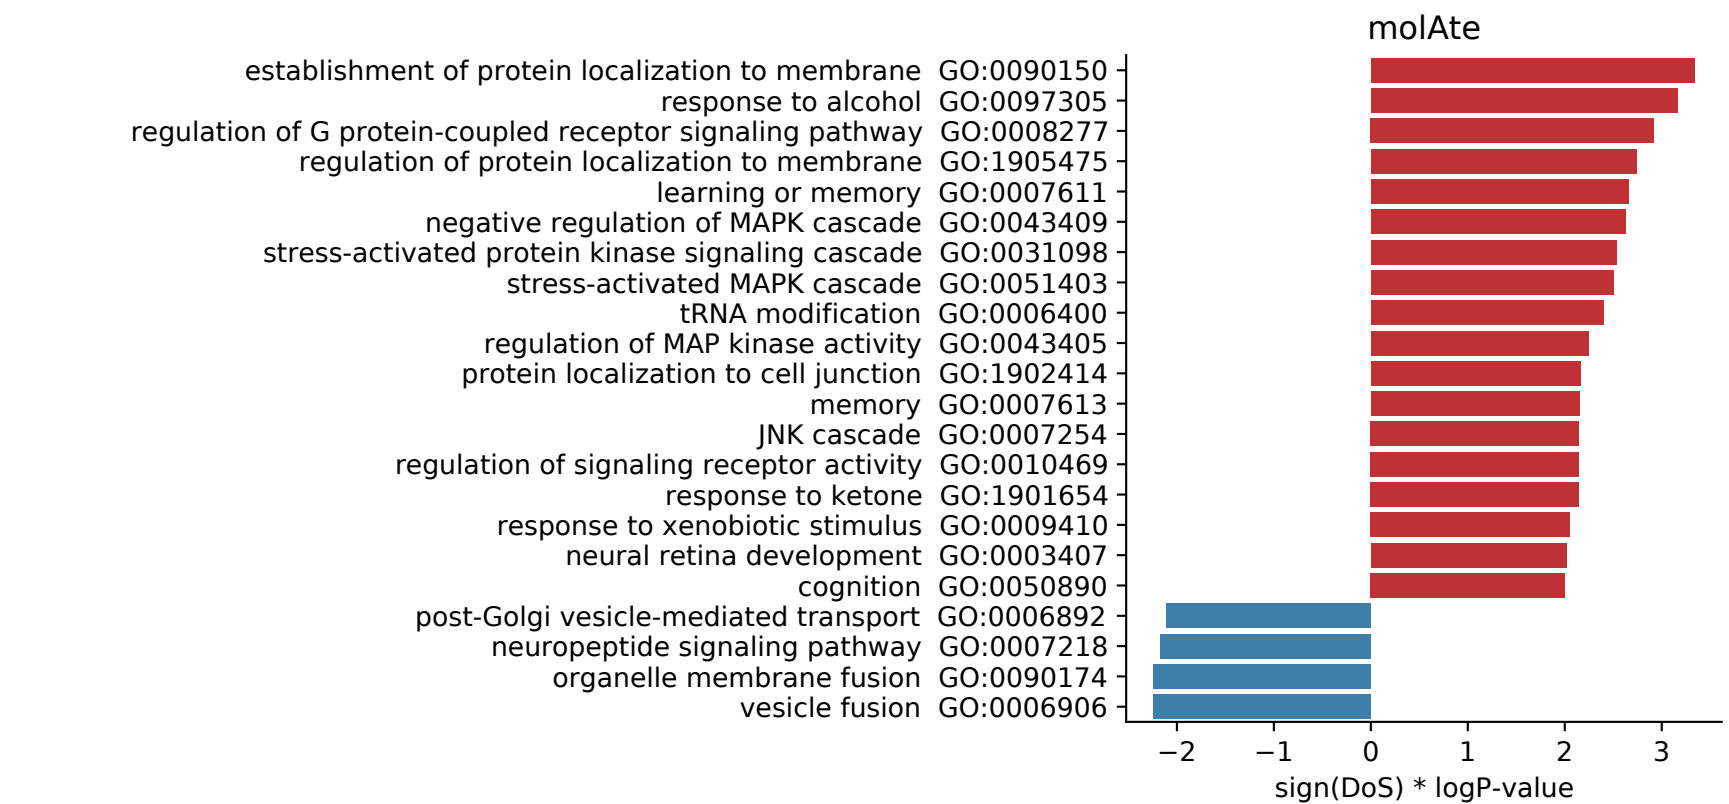 molAte
establishment of protein localization to membrane GO:0090150
response to alcohol GO:0097305
regulation of G protein-coupled receptor signaling pathway GO:0008277
regulation of protein localization to membrane GO:1905475
learning or memory GO:0007611
negative regulation of MAPK cascade GO:0043409
stress-activated protein kinase signaling cascade GO:0031098
stress-activated MAPK cascade GO:0051403
tRNA modification GO:0006400
regulation of MAP kinase activity GO:0043405
protein localization to cell junction GO:1902414
memory GO:0007613
JNK cascade GO:0007254
regulation of signaling receptor activity GO:0010469
response to ketone GO:1901654
response to xenobiotic stimulus GO:0009410
neural retina development GO:0003407
cognition GO:0050890
post-Golgi vesicle-mediated transport GO:0006892
neuropeptide signaling pathway GO:0007218
organelle membrane fusion GO:0090174
vesicle fusion GO:0006906
−2 −1 0 1 2 3
sign(DoS) * logP-value